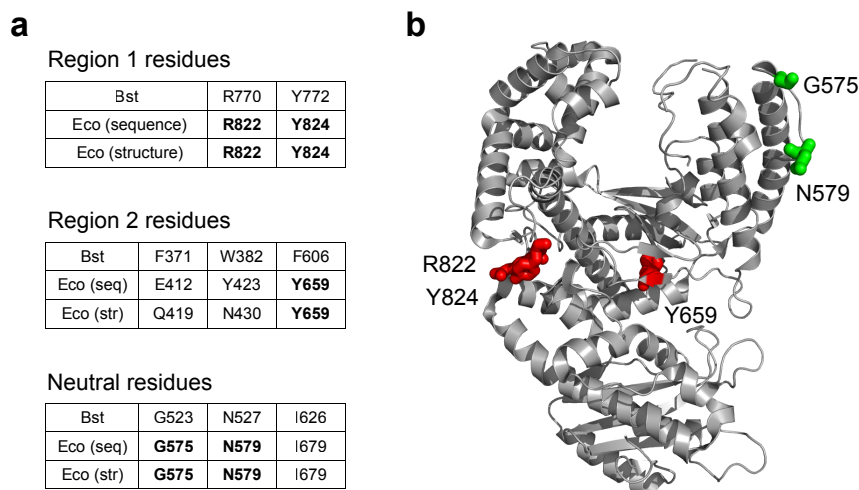 a
Region 1 residues
Bst R770 Y772
Eco (sequence) R822 Y824
Eco (structure) R822 Y824
Region 2 residues
Bst F371 W382 F606
Eco (seq) E412 Y423 Y659
Eco (str) Q419 N430 Y659
Neutral residues
Bst G523 N527 I626
Eco (seq) G575 N579 I679
Eco (str) G575 N579 I679
b
G575
N579
R822
Y824
Y659